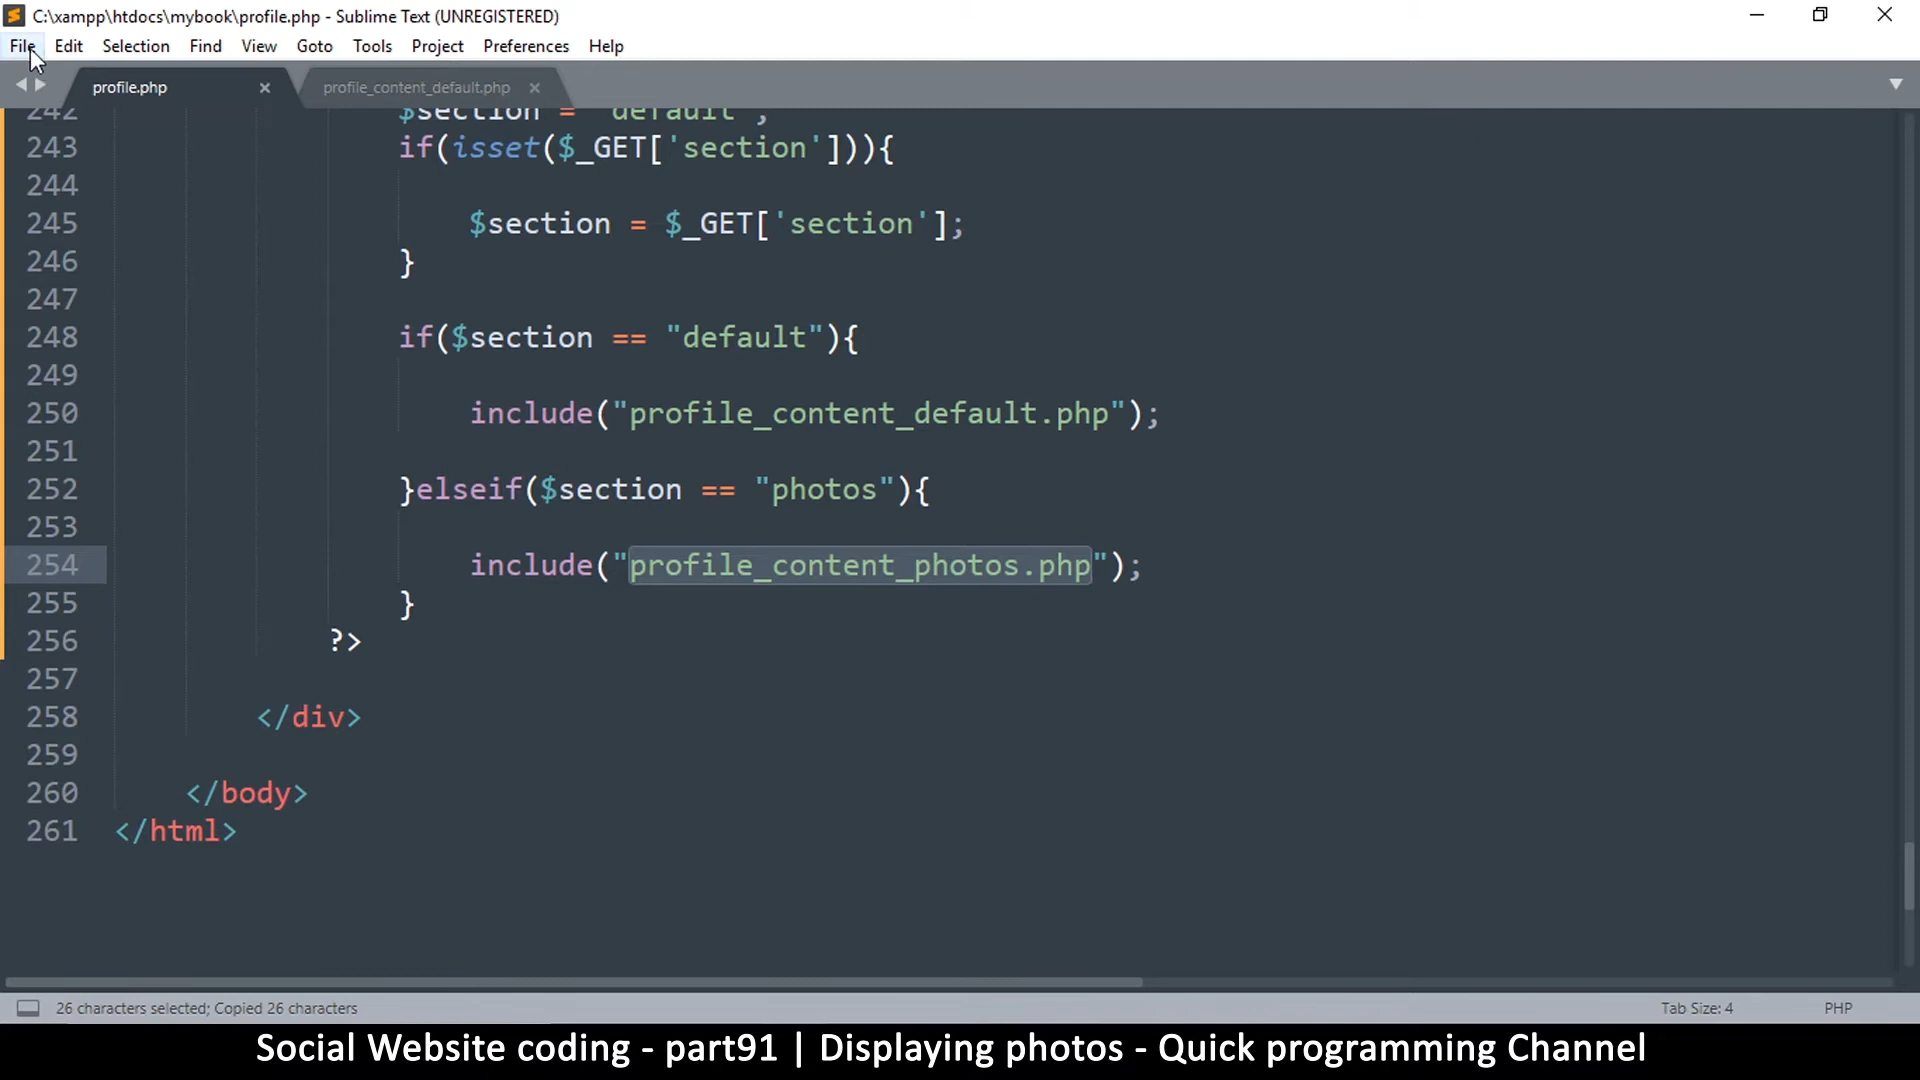 C:\xampp\htdocs\mybook\profile.php - Sublime Text (UNREGISTERED)
File Edit Selection Find View Goto Tools Project Preferences Help
profile.php × profile_content_default.php ×
242 $section = "default";
243 if(isset($_GET['section'])){
244
245 $section = $_GET['section'];
246 }
247
248 if($section == "default"){
249
250 include("profile_content_default.php");
251
252 }elseif($section == "photos"){
253
254 include("profile_content_photos.php");
255 }
256 ?>
257
258 </div>
259
260 </body>
261 </html>
26 characters selected; Copied 26 characters Tab Size: 4 PHP
Social Website coding - part91 | Displaying photos - Quick programming Channel